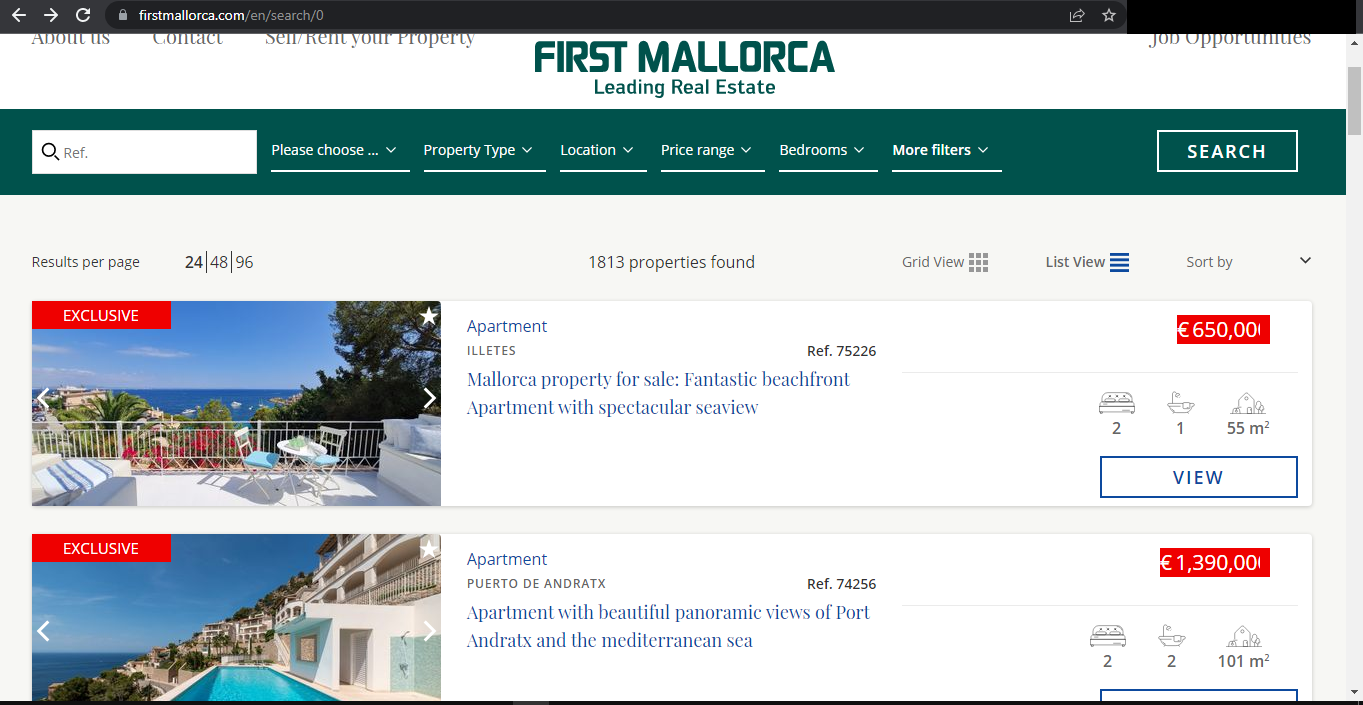 firstmallorca.com/en/search/0
About us Contact Sell/Rent your Property Job Opportunities
FIRST MALLORCA
Leading Real Estate
Ref. Please choose ... Property Type Location Price range Bedrooms More filters SEARCH
Results per page 24 48 96 1813 properties found Grid View List View Sort by
EXCLUSIVE
Apartment
ILLETES
Ref. 75226
Mallorca property for sale: Fantastic beachfront
Apartment with spectacular seaview
€ 650,000
2 1 55 m²
VIEW
EXCLUSIVE
Apartment
PUERTO DE ANDRATX
Ref. 74256
Apartment with beautiful panoramic views of Port
Andratx and the mediterranean sea
€ 1,390,000
2 2 101 m²